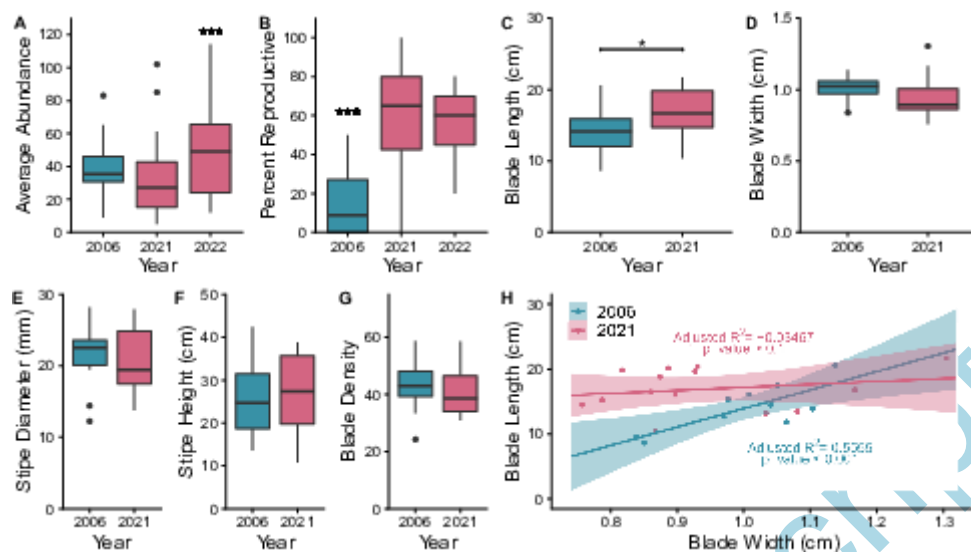 A
Average Abundance
120
100
80
60
40
20
0
***
2006 2021 2022
Year
B
Percent Reproductive
100
80
60
40
20
0
***
2006 2021 2022
Year
C
Blade Length (cm)
30
20
10
0
*
2006 2021
Year
D
Blade Width (cm)
1.5
1.0
0.5
0.0
2006 2021
Year
E
Stipe Diameter (mm)
30
20
10
0
2006 2021
Year
F
Stipe Height (cm)
50
40
30
20
10
0
2006 2021
Year
G
Blade Density
60
40
20
0
2006 2021
Year
H
Blade Length (cm)
30
20
10
0
2006
2021
Adjusted R²= -0.03467
p value
Adjusted R²= 0.5565
p value
0.8 0.9 1.0 1.1 1.2 1.3
Blade Width (cm)